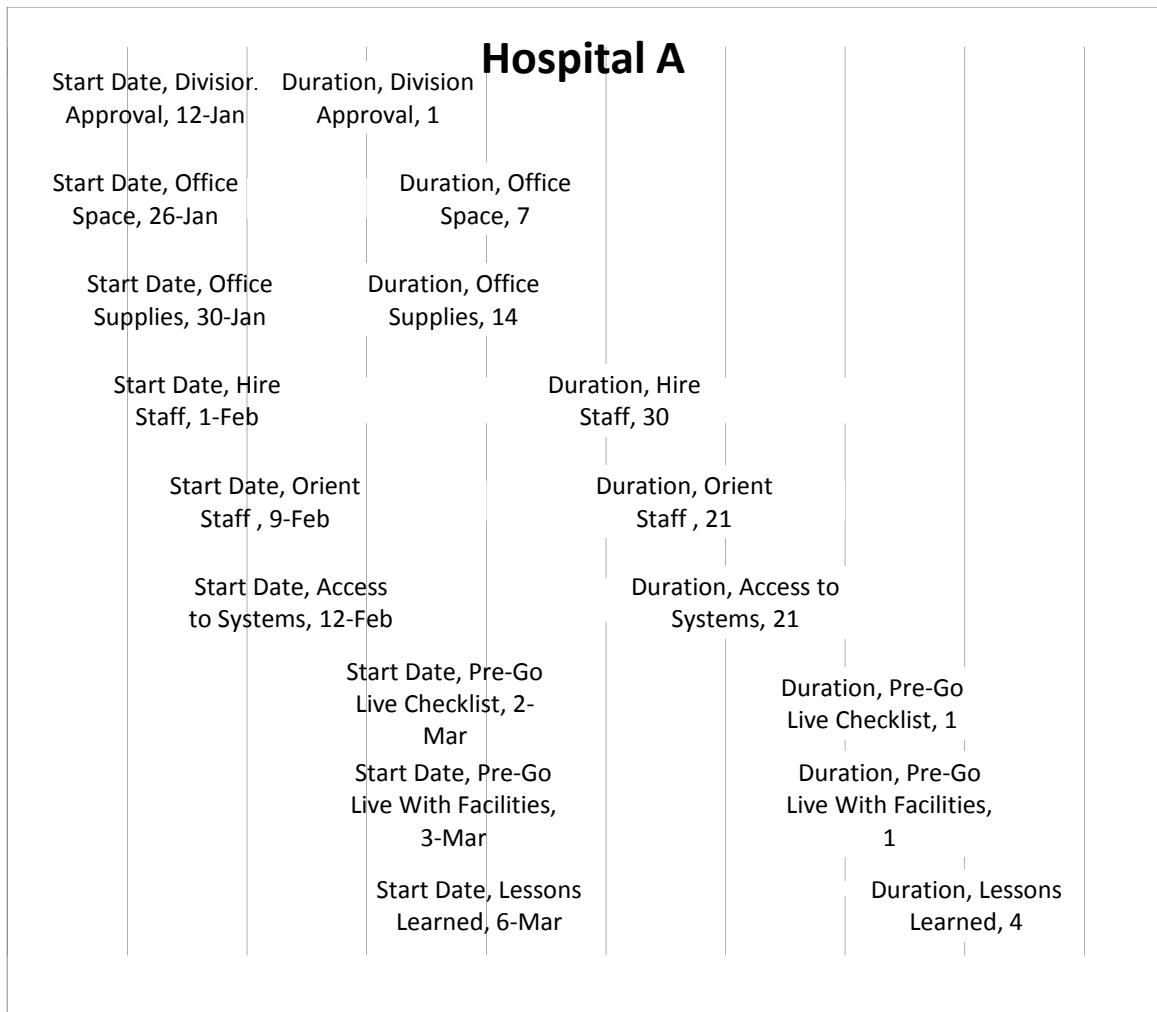 Hospital A
Start Date, Division
Approval, 12-Jan
Duration, Division
Approval, 1
Start Date, Office
Space, 26-Jan
Duration, Office
Space, 7
Start Date, Office
Supplies, 30-Jan
Duration, Office
Supplies, 14
Start Date, Hire
Staff, 1-Feb
Duration, Hire
Staff, 30
Start Date, Orient
Staff , 9-Feb
Duration, Orient
Staff , 21
Start Date, Access
to Systems, 12-Feb
Duration, Access to
Systems, 21
Start Date, Pre-Go
Live Checklist, 2-
Mar
Duration, Pre-Go
Live Checklist, 1
Start Date, Pre-Go
Live With Facilities,
3-Mar
Duration, Pre-Go
Live With Facilities,
1
Start Date, Lessons
Learned, 6-Mar
Duration, Lessons
Learned, 4